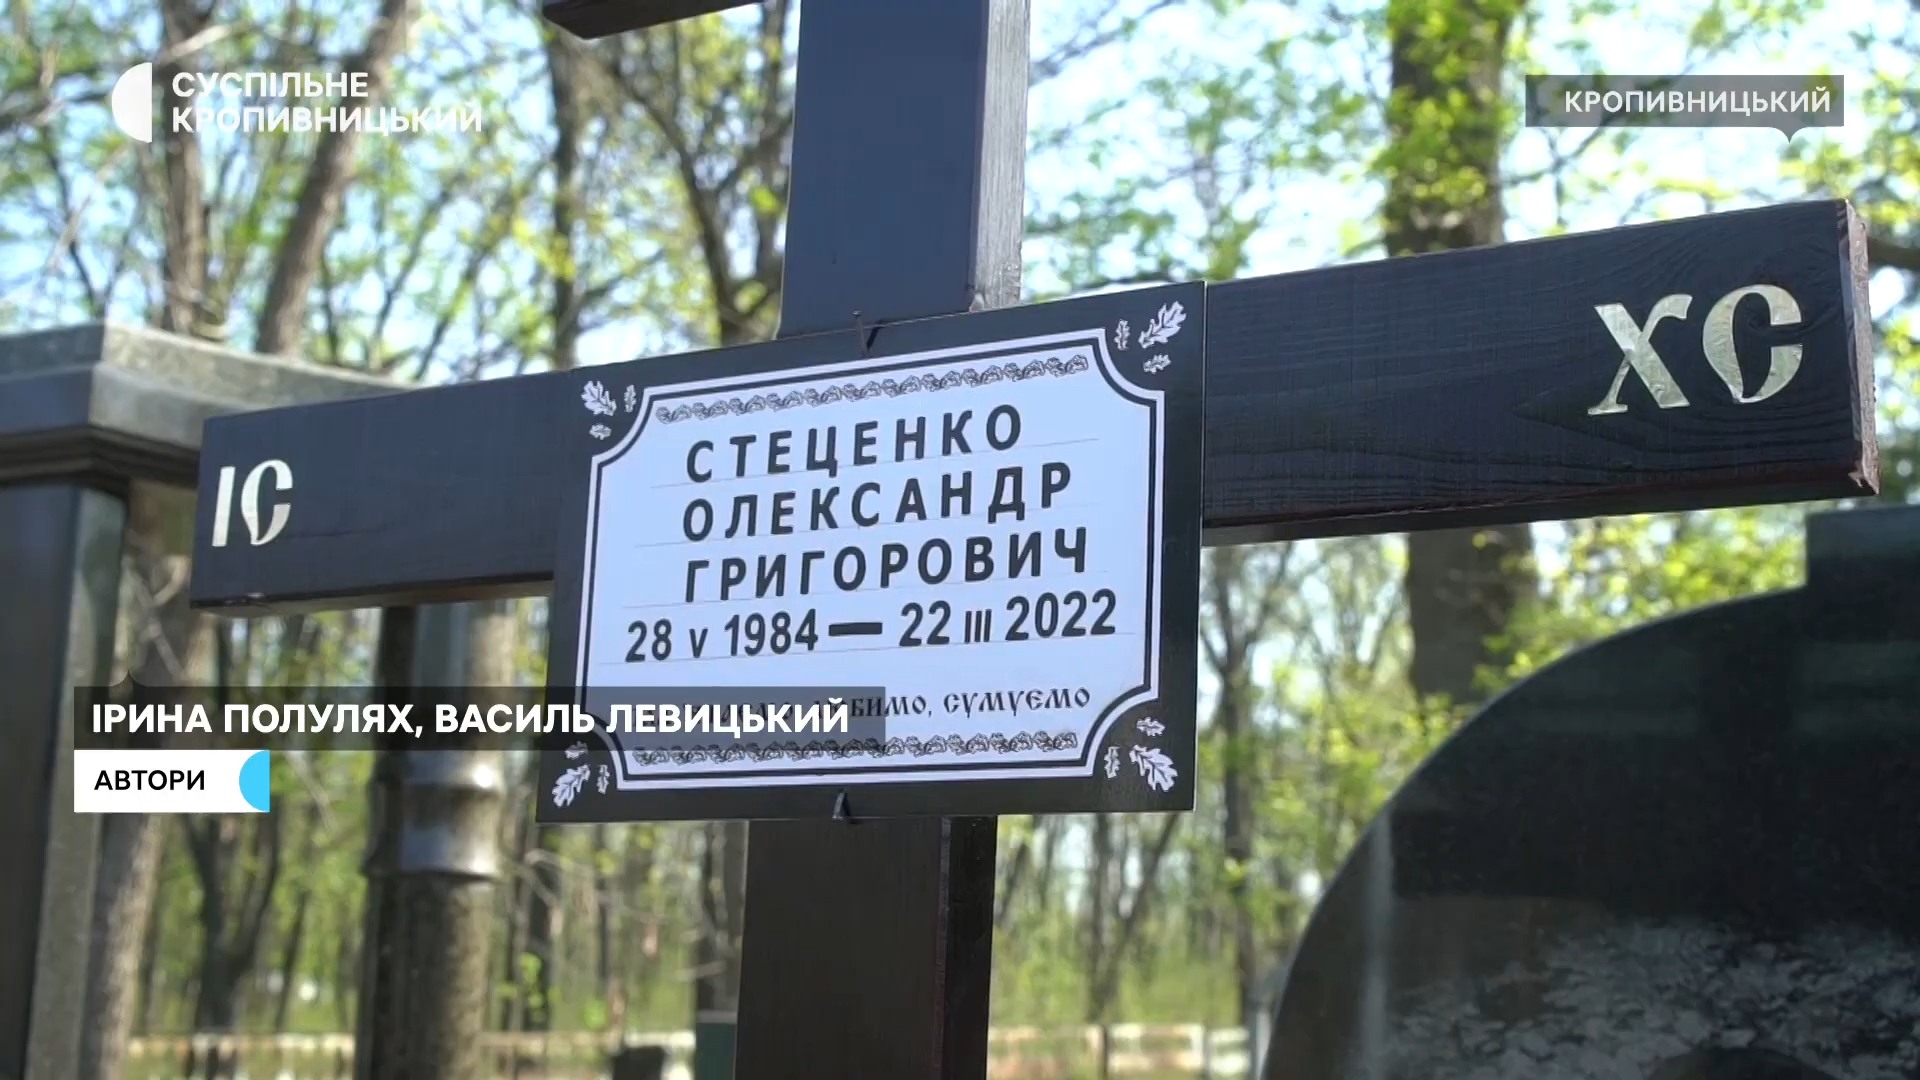 СУСПІЛЬНЕ
КРОПИВНИЦЬКИЙ
КРОПИВНИЦЬКИЙ
ІС
ХС
СТЕЦЕНКО
ОЛЕКСАНДР
ГРИГОРОВИЧ
28 V 1984 — 22 III 2022
СУМУЄМО
ІРИНА ПОЛУЛЯХ, ВАСИЛЬ ЛЕВИЦЬКИЙ
АВТОРИ